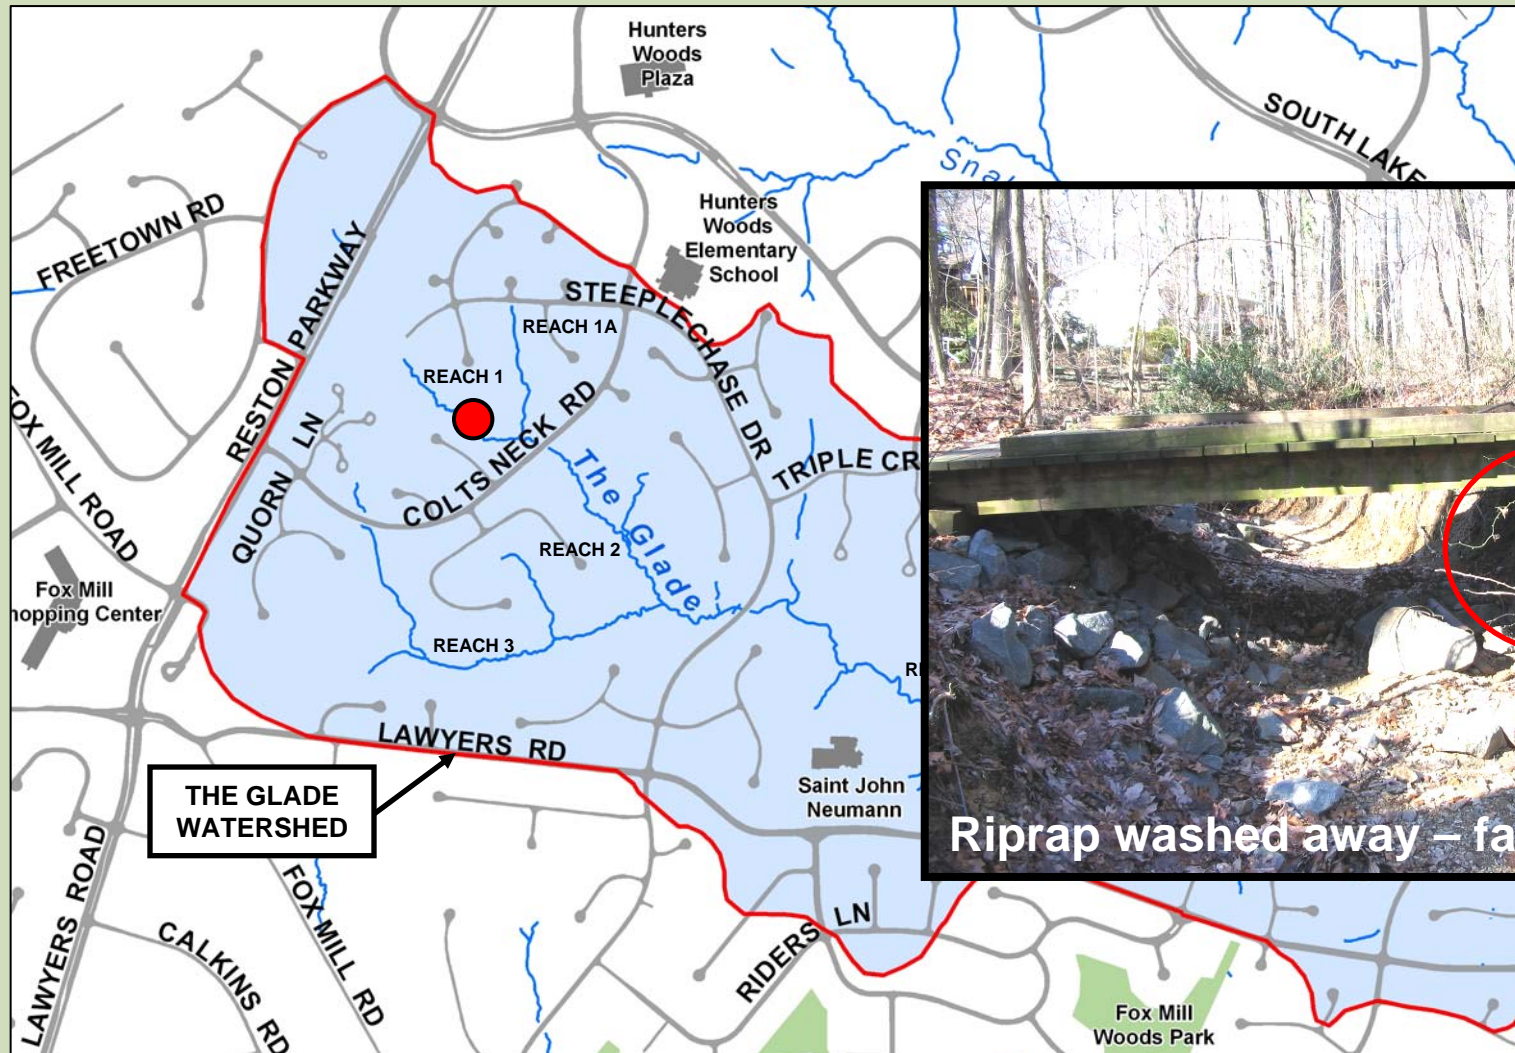 Hunters
Woods
Plaza
SOUTH LAKE
Hunters
Woods
Elementary
School
FREETOWN RD
RESTON PARKWAY
STEEPLECHASE DR
REACH 1A
REACH 1
COLTS NECK RD
The Glade
TRIPLE CR
QUORN LN
FOX MILL ROAD
REACH 2
Fox Mill
hopping Center
REACH 3
LAWYERS RD
THE GLADE
WATERSHED
Saint John
Neumann
Riprap washed away – fa
LAWYERS ROAD
FOX MILL RD
CALKINS RD
RIDERS LN
Fox Mill
Woods Park